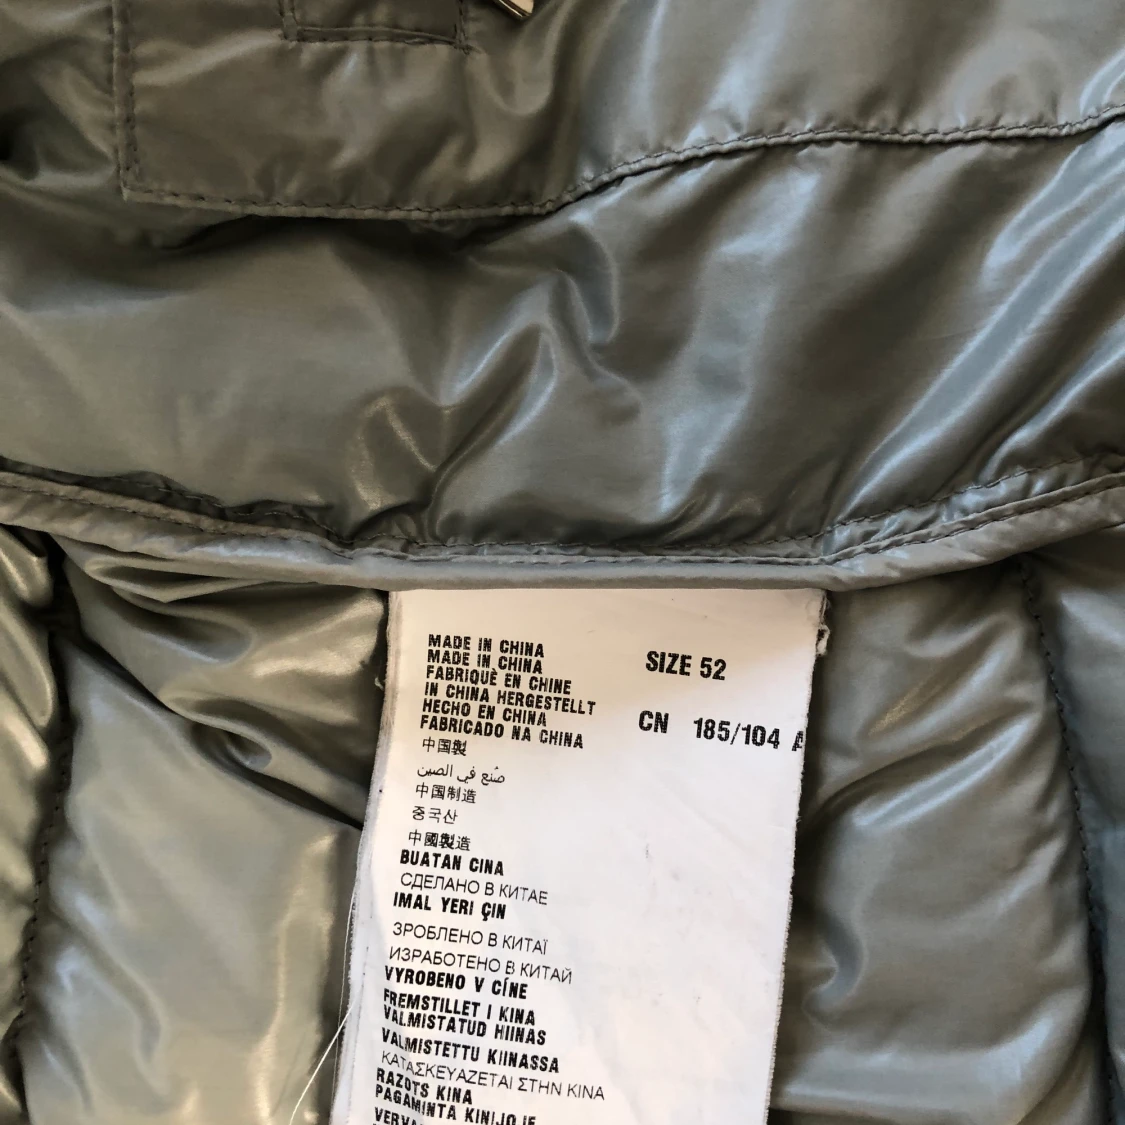 MADE IN CHINA
MADE IN CHINA
FABRIQUÈ EN CHINE
IN CHINA HERGESTELLT
HECHO EN CHINA
FABRICADO NA CHINA
中国製
صُنع في الصين
中国制造
중국산
中國製造
BUATAN CINA
СДЕЛАНО В КИТАЕ
IMAL YERI ÇIN
ЗРОБЛЕНО В КИТАЇ
ИЗРАБОТЕНО В КИТАЙ
VYROBENO V CÍNE
FREMSTILLET I KINA
VALMISTATUD HIINAS
VALMISTETTU KIINASSA
ΚΑΤΑΣΚΕΥΑΖΕΤΑΙ ΣΤΗΝ ΚΙΝΑ
RAZOTS KINA
PAGAMINTA KINIJOJE
SIZE 52
CN 185/104 A